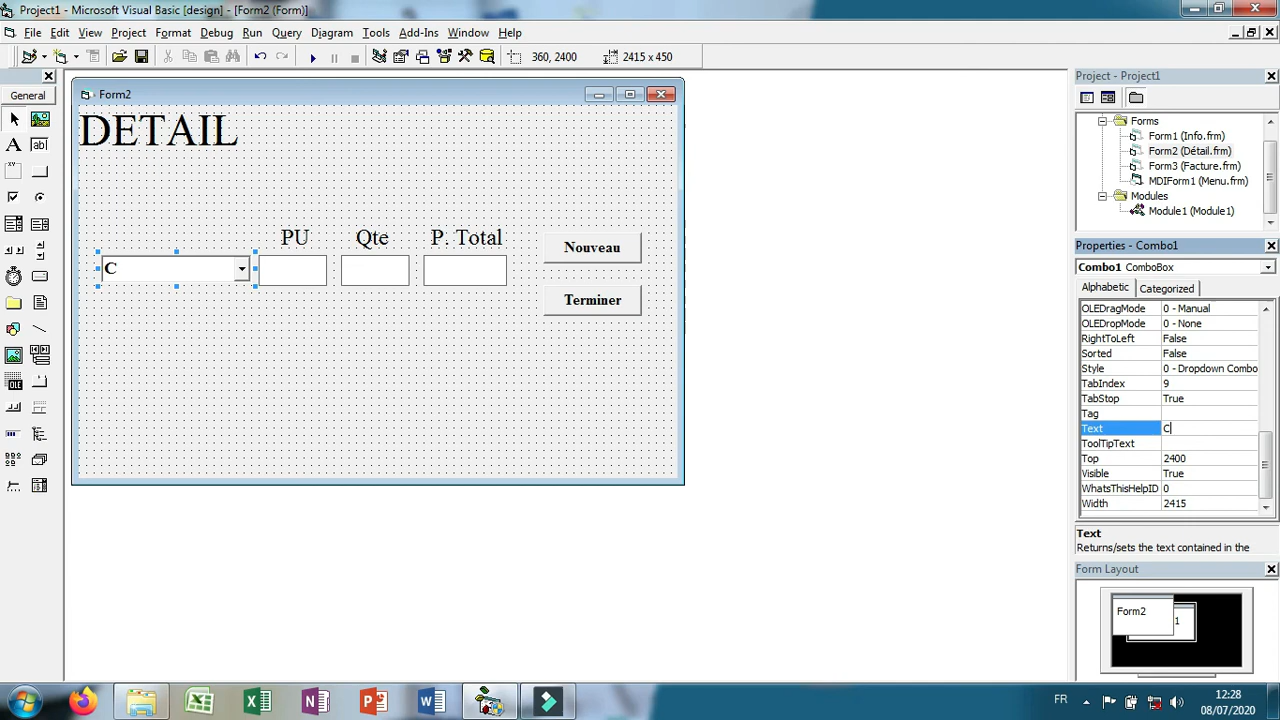 Project1 - Microsoft Visual Basic [design] - [Form2 (Form)]
File Edit View Project Format Debug Run Query Diagram Tools Add-Ins Window Help
360, 2400 2415 x 450
General
Form2
DETAIL
PU Qte P: Total
C
Nouveau
Terminer
Project - Project1
Forms
Form1 (Info.frm)
Form2 (Détail.frm)
Form3 (Facture.frm)
MDIForm1 (Menu.frm)
Modules
Module1 (Module1)
Properties - Combo1
Combo1 ComboBox
Alphabetic Categorized
OLEDragMode 0 - Manual
OLEDropMode 0 - None
RightToLeft False
Sorted False
Style 0 - Dropdown Combo
TabIndex 9
TabStop True
Tag
Text C
ToolTipText
Top 2400
Visible True
WhatsThisHelpID 0
Width 2415
Text
Returns/sets the text contained in the
Form Layout
Form2
1
FR
12:28
08/07/2020